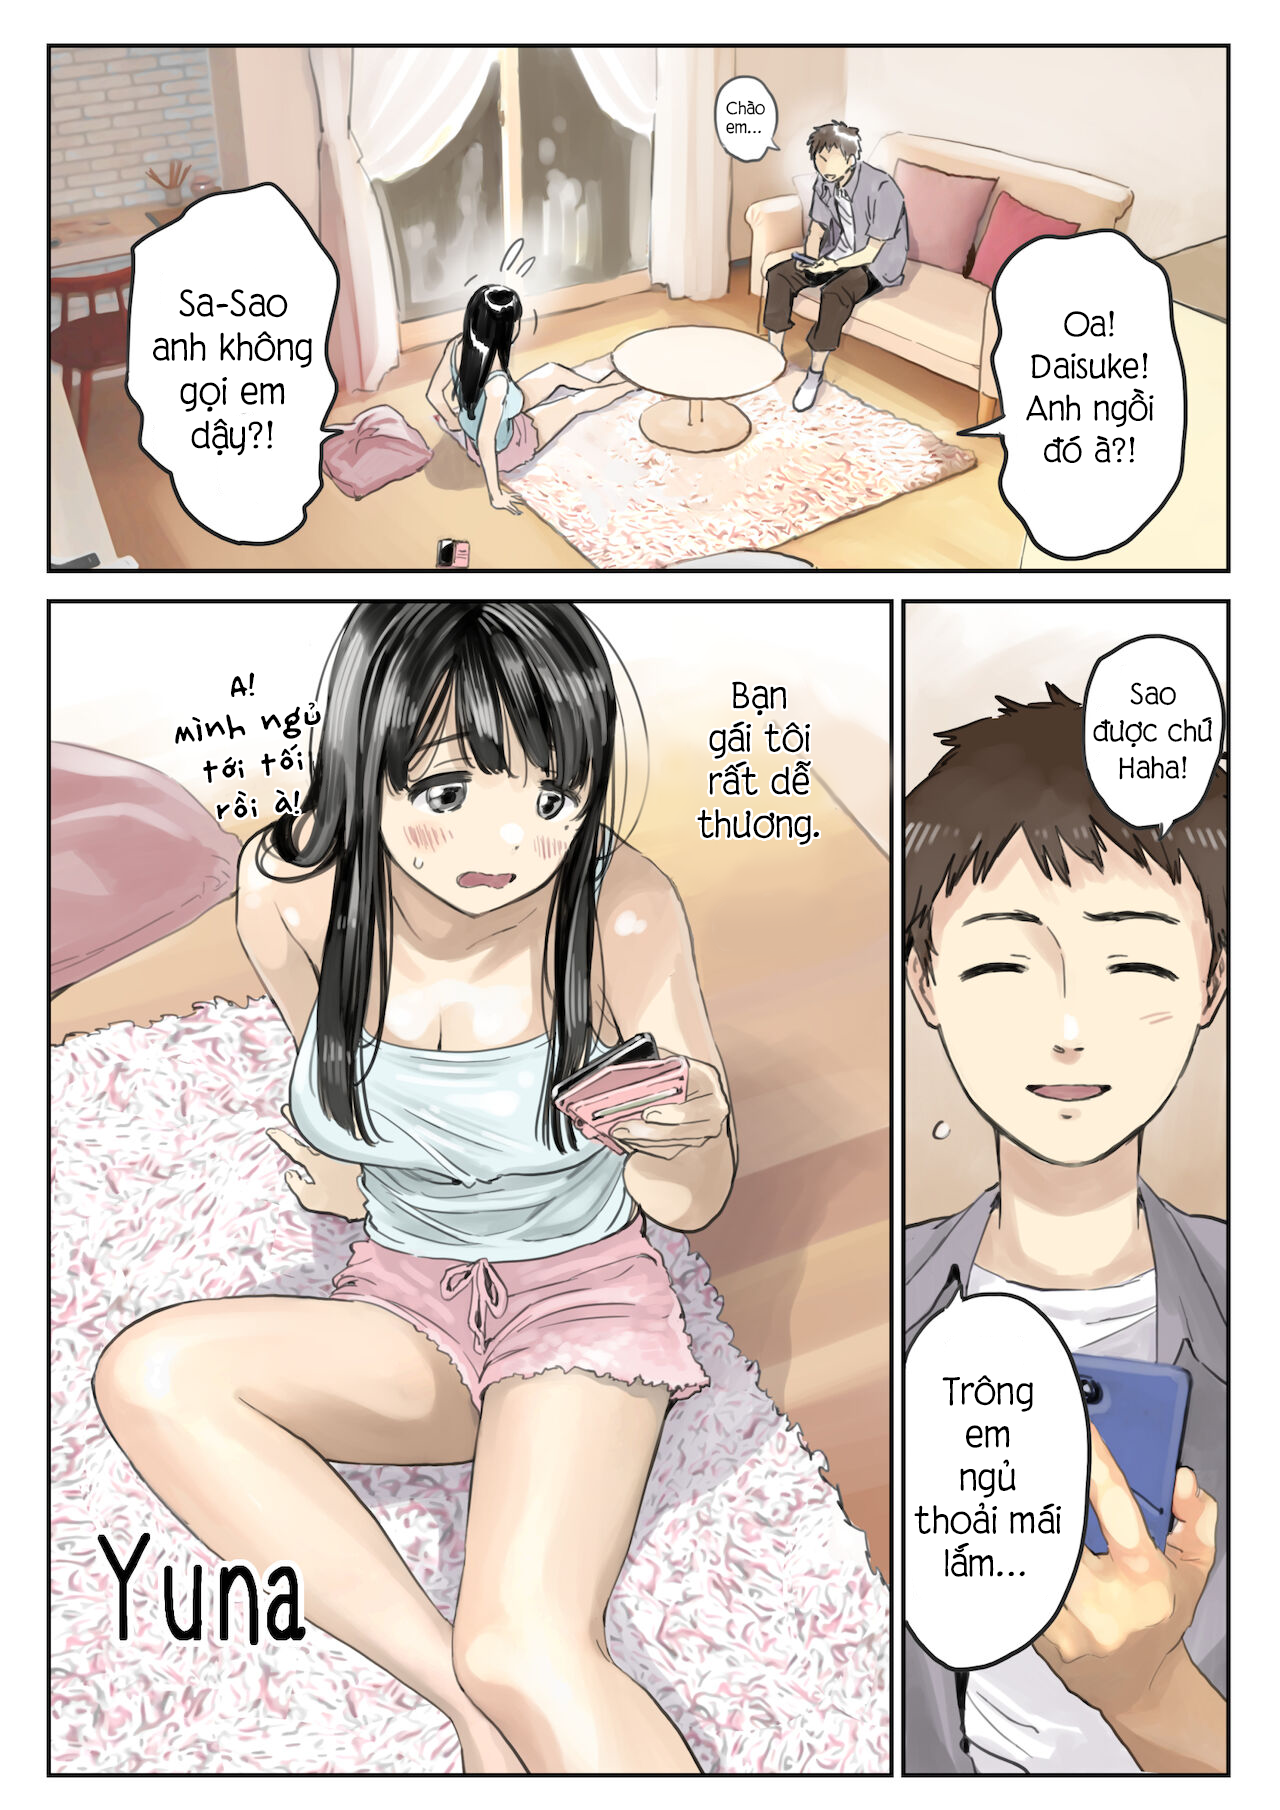 Oa!
Daisuke!
Anh ngồi
đó à?!
Chào
em...
Sa-Sao
anh không
gọi em
dậy?!
Sao
được chứ
Haha!
Trông
em
ngủ
thoải mái
lắm...
Bạn
gái tôi
rất dễ
thương.
A!
mình ngủ
tới tối
rồi à!
Yuna